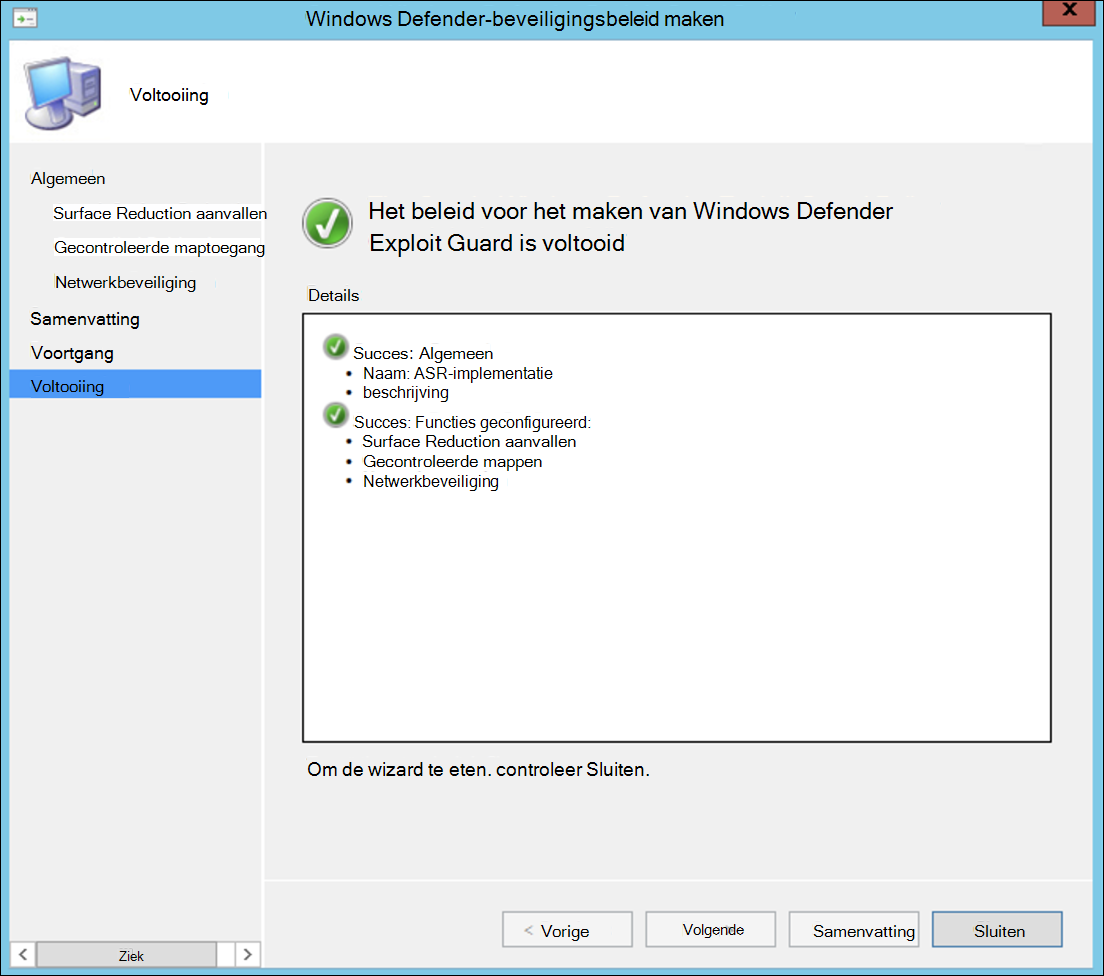 Windows Defender-beveiligingsbeleid maken
X
Voltooiing
Algemeen
Surface Reduction aanvallen
Gecontroleerde maptoegang
Netwerkbeveiliging
Samenvatting
Voortgang
Voltooiing
Het beleid voor het maken van Windows Defender
Exploit Guard is voltooid
Details
Succes: Algemeen
• Naam: ASR-implementatie
• beschrijving
Succes: Functies geconfigureerd:
• Surface Reduction aanvallen
• Gecontroleerde mappen
• Netwerkbeveiliging
Om de wizard te eten. controleer Sluiten.
< Vorige
Volgende
Samenvatting
Sluiten
< Ziek >